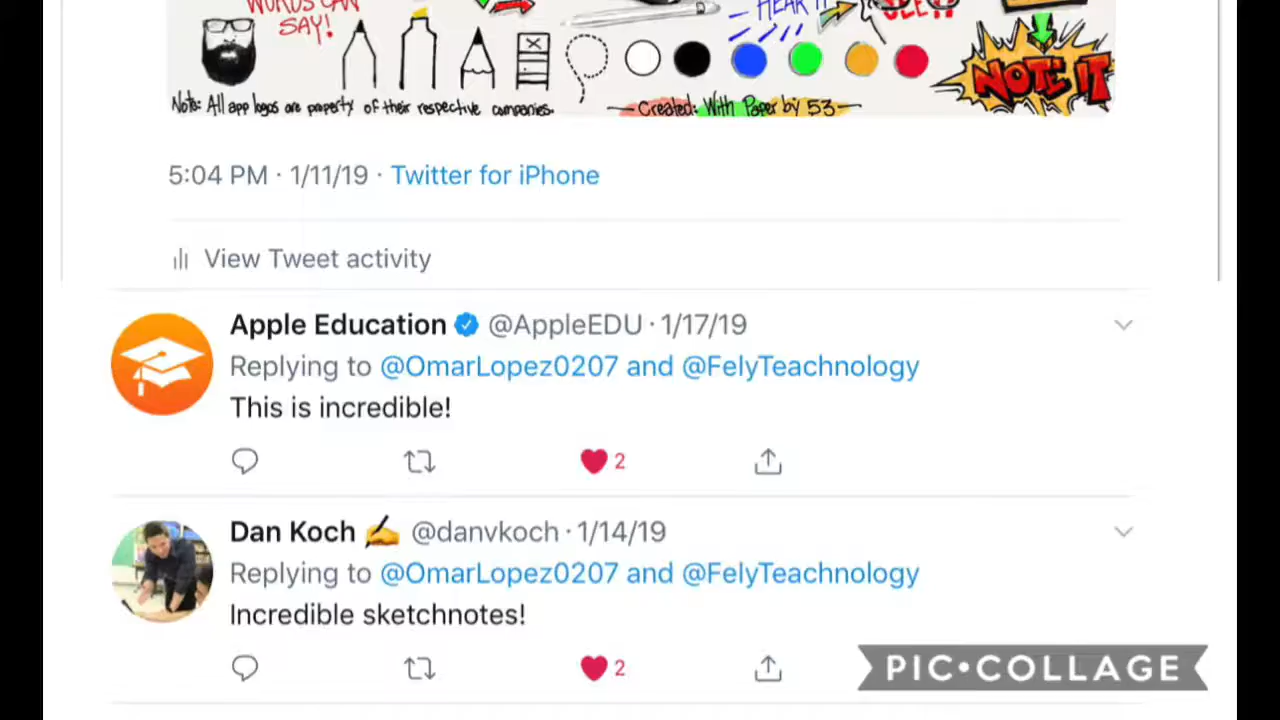 WORDS CAN
SAY!
HEAR IT
SEE!!
NOTE IT
Note: All app logos are property of their respective companies.
Created: With Paper by 53
5:04 PM · 1/11/19 · Twitter for iPhone
View Tweet activity
Apple Education @AppleEDU · 1/17/19
Replying to @OmarLopez0207 and @FelyTeachnology
This is incredible!
2
Dan Koch ✍️ @danvkoch · 1/14/19
Replying to @OmarLopez0207 and @FelyTeachnology
Incredible sketchnotes!
2
PIC•COLLAGE